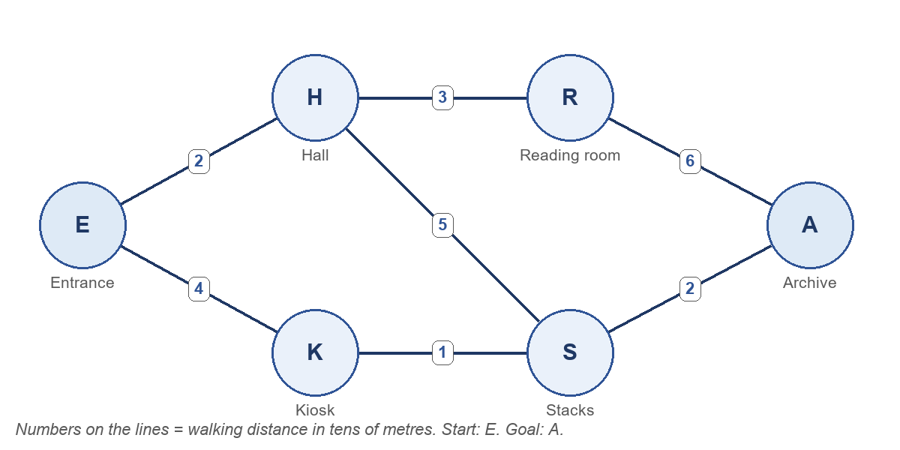 H
3
R
Hall
Reading room
2
6
E
5
A
Entrance
Archive
4
2
K
1
S
Kiosk
Stacks
Numbers on the lines = walking distance in tens of metres. Start: E. Goal: A.